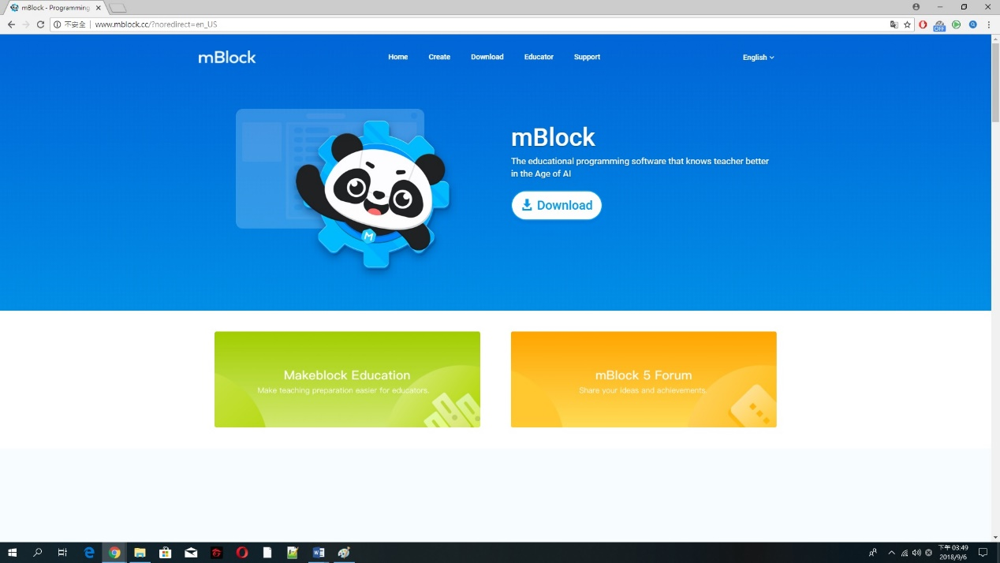 mBlock - Programming
不安全 | www.mblock.cc/?noredirect=en_US
mBlock
Home Create Download Educator Support English
mBlock
The educational programming software that knows teacher better
in the Age of AI
Download
M
OFF
Makeblock Education
Make teaching preparation easier for educators.
mBlock 5 Forum
Share your ideas and achievements.
下午 03:49
2018/9/6